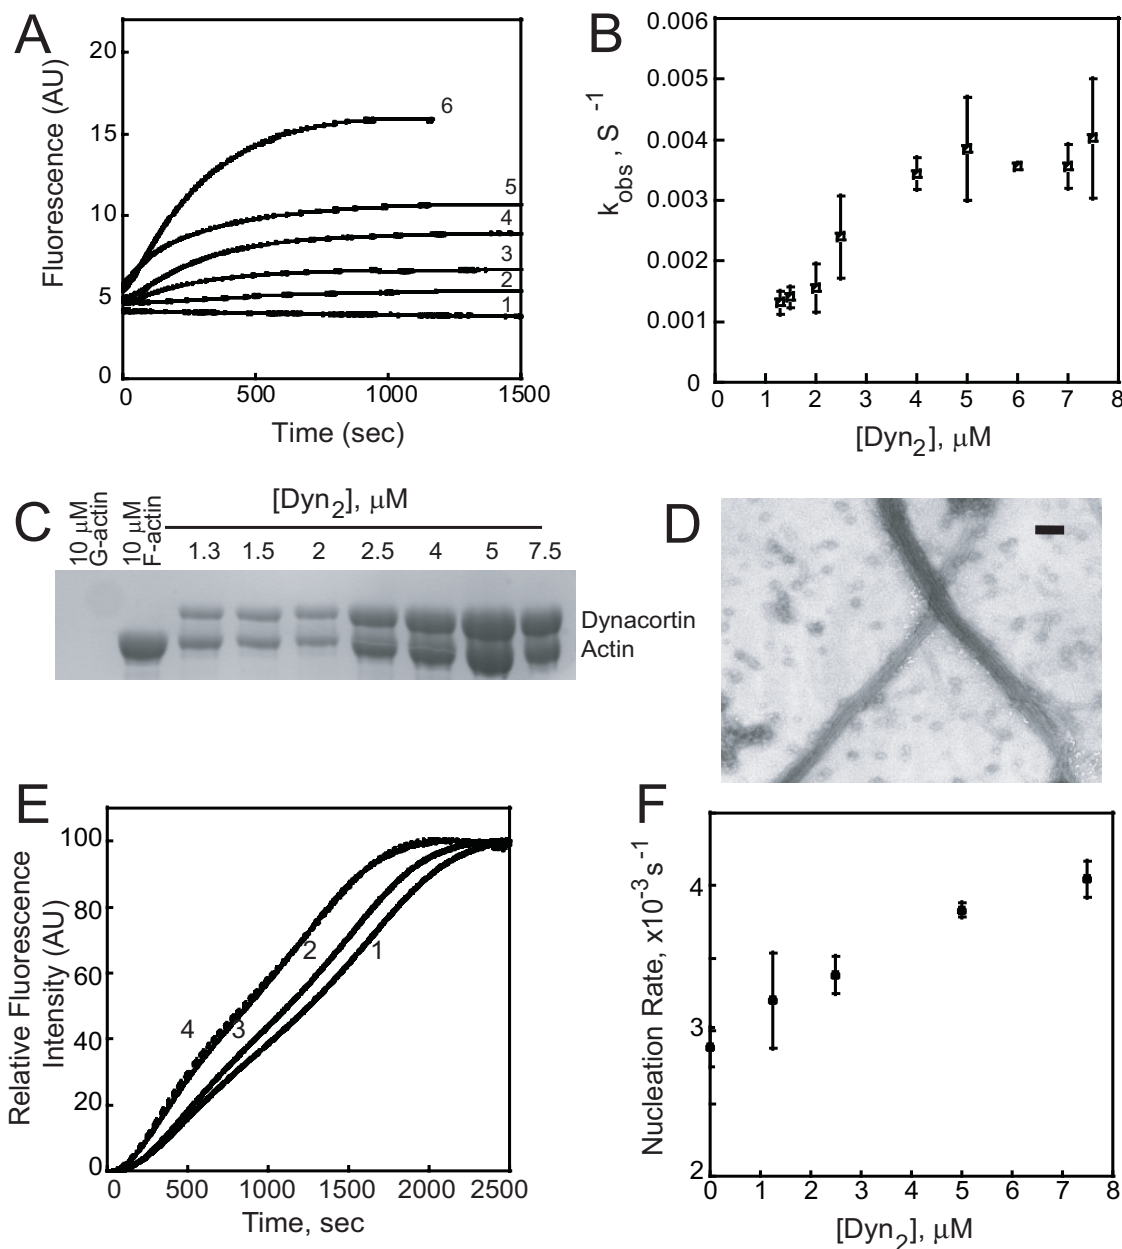 A
Fluorescence (AU)
20
15
10
5
0
0 500 1000 1500
Time (sec)
6
5
4
3
2
1
B
k_obs, S^-1
0.006
0.005
0.004
0.003
0.002
0.001
0
0 1 2 3 4 5 6 7 8
[Dyn_2], μM
C
10 μM
G-actin
10 μM
F-actin
[Dyn_2], μM
1.3 1.5 2 2.5 4 5 7.5
Dynacortin
Actin
D
E
Relative Fluorescence
Intensity (AU)
100
80
60
40
20
0
0 500 1000 1500 2000 2500
Time, sec
2 1
4 3
F
Nucleation Rate, x10^-3 s^-1
4
3
2
0 1 2 3 4 5 6 7 8
[Dyn_2], μM